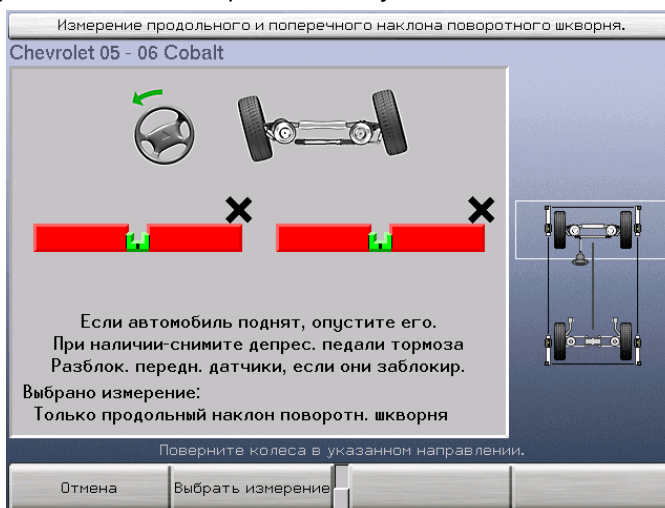 Измерение продольного и поперечного наклона поворотного шкворня.
Chevrolet 05 - 06 Cobalt
Если автомобиль поднят, опустите его.
При наличии-снимите депрес. педали тормоза
Разблок. передн. датчики, если они заблокир.
Выбрано измерение:
Только продольный наклон поворотн. шкворня
Поверните колеса в указанном направлении.
Отмена
Выбрать измерение